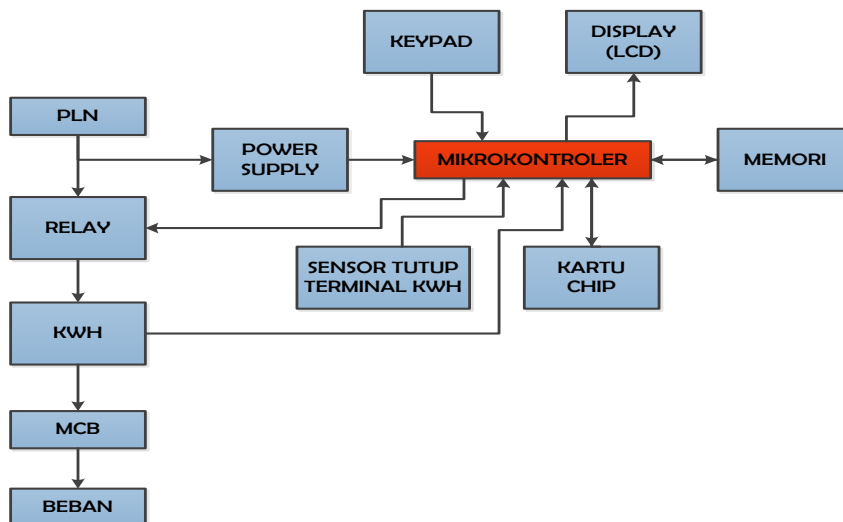 KEYPAD
DISPLAY
(LCD)
PLN
POWER
SUPPLY
MIKROKONTROLER
MEMORI
RELAY
SENSOR TUTUP
TERMINAL KWH
KARTU
CHIP
KWH
MCB
BEBAN